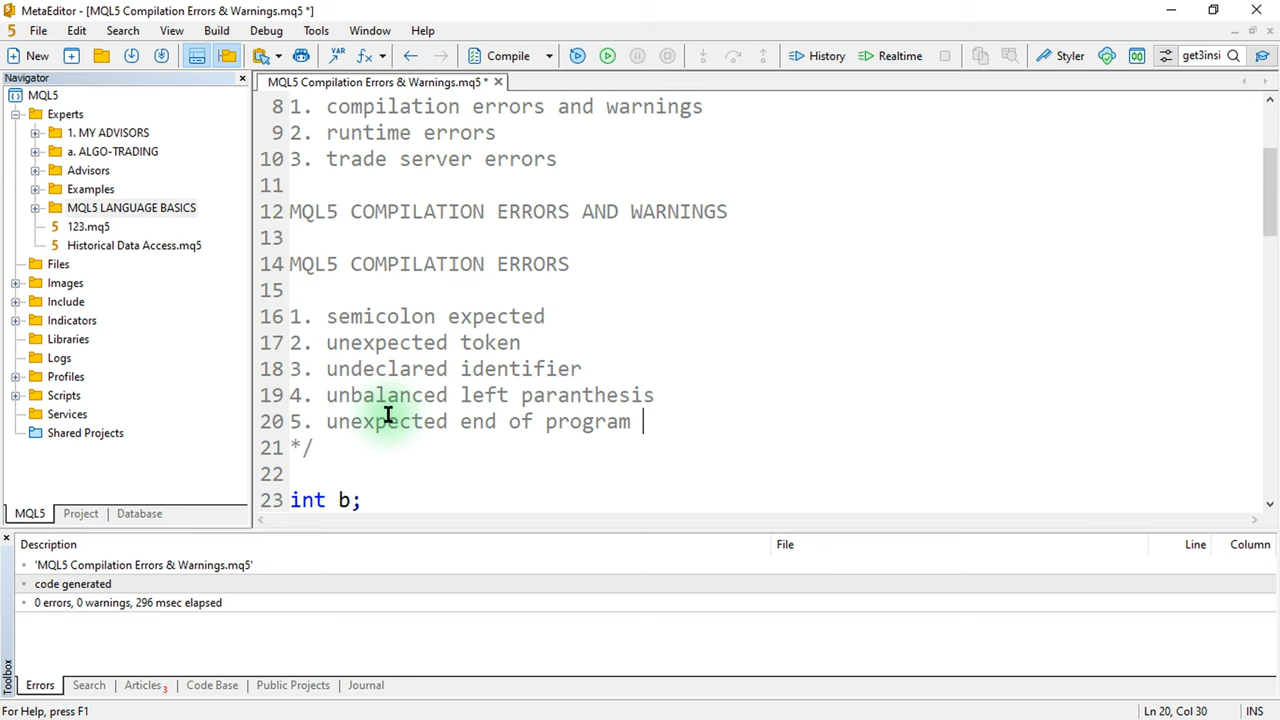 MetaEditor - [MQL5 Compilation Errors & Warnings.mq5 *]
5 File Edit Search View Build Debug Tools Window Help
New Compile History Realtime Styler get3insi
Navigator
MQL5 Compilation Errors & Warnings.mq5 *
MQL5
Experts
1. MY ADVISORS
a. ALGO-TRADING
Advisors
Examples
MQL5 LANGUAGE BASICS
5 123.mq5
5 Historical Data Access.mq5
Files
Images
Include
Indicators
Libraries
Logs
Profiles
Scripts
Services
Shared Projects
MQL5 Project Database
8 1. compilation errors and warnings
9 2. runtime errors
10 3. trade server errors
11
12 MQL5 COMPILATION ERRORS AND WARNINGS
13
14 MQL5 COMPILATION ERRORS
15
16 1. semicolon expected
17 2. unexpected token
18 3. undeclared identifier
19 4. unbalanced left paranthesis
20 5. unexpected end of program
21 */
22
23 int b;
Description File Line Column
'MQL5 Compilation Errors & Warnings.mq5'
code generated
0 errors, 0 warnings, 296 msec elapsed
Toolbox
Errors Search Articles 3 Code Base Public Projects Journal
For Help, press F1 Ln 20, Col 30 INS